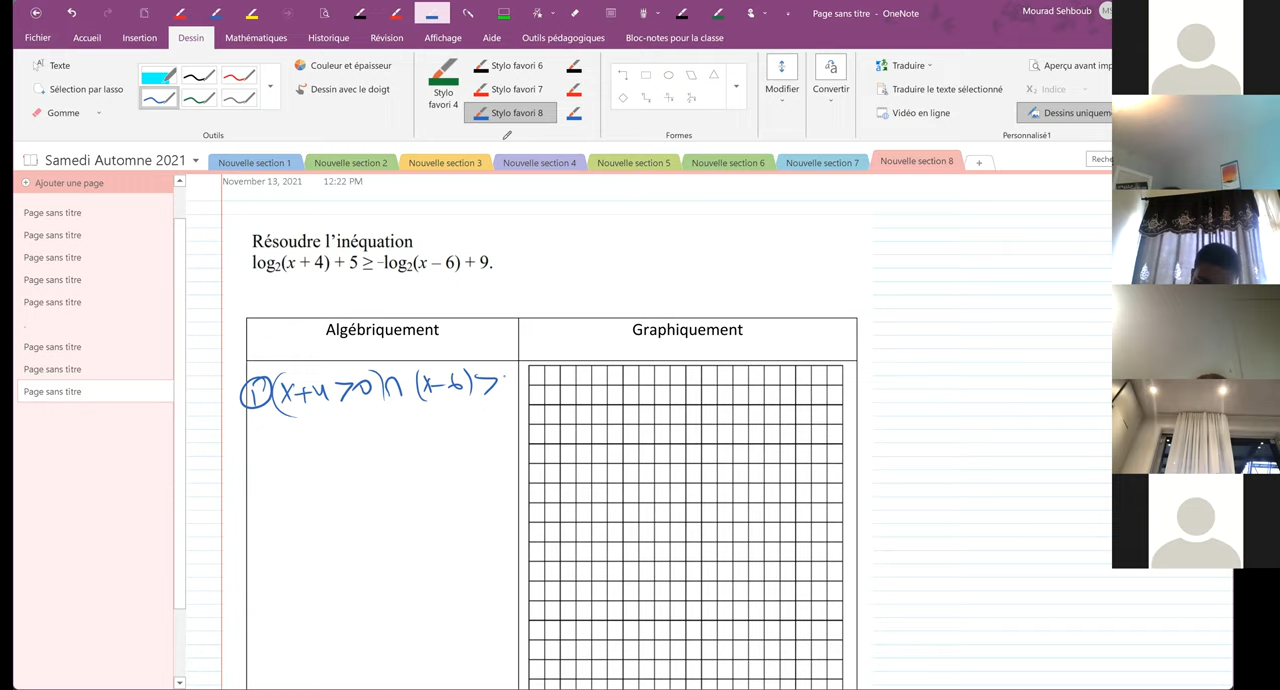 Page sans titre - OneNote
Mourad Sehboub
Fichier
Accueil
Insertion
Dessin
Mathématiques
Historique
Révision
Affichage
Aide
Outils pédagogiques
Bloc-notes pour la classe
Texte
Sélection par lasso
Gomme
Outils
Couleur et épaisseur
Dessin avec le doigt
Stylo favori 4
Stylo favori 6
Stylo favori 7
Stylo favori 8
Formes
Modifier
Convertir
Traduire
Traduire le texte sélectionné
Vidéo en ligne
Aperçu avant imp
Indice
Dessins uniqueme
Personnalisé1
Samedi Automne 2021
Nouvelle section 1
Nouvelle section 2
Nouvelle section 3
Nouvelle section 4
Nouvelle section 5
Nouvelle section 6
Nouvelle section 7
Nouvelle section 8
Reche
Ajouter une page
Page sans titre
Page sans titre
Page sans titre
Page sans titre
Page sans titre
.
Page sans titre
Page sans titre
Page sans titre
November 13, 2021 12:22 PM
Résoudre l'inéquation
log₂(x + 4) + 5 ≥ –log₂(x – 6) + 9.
Algébriquement
Graphiquement
① (x+4 >0) ∩ (x-6) >